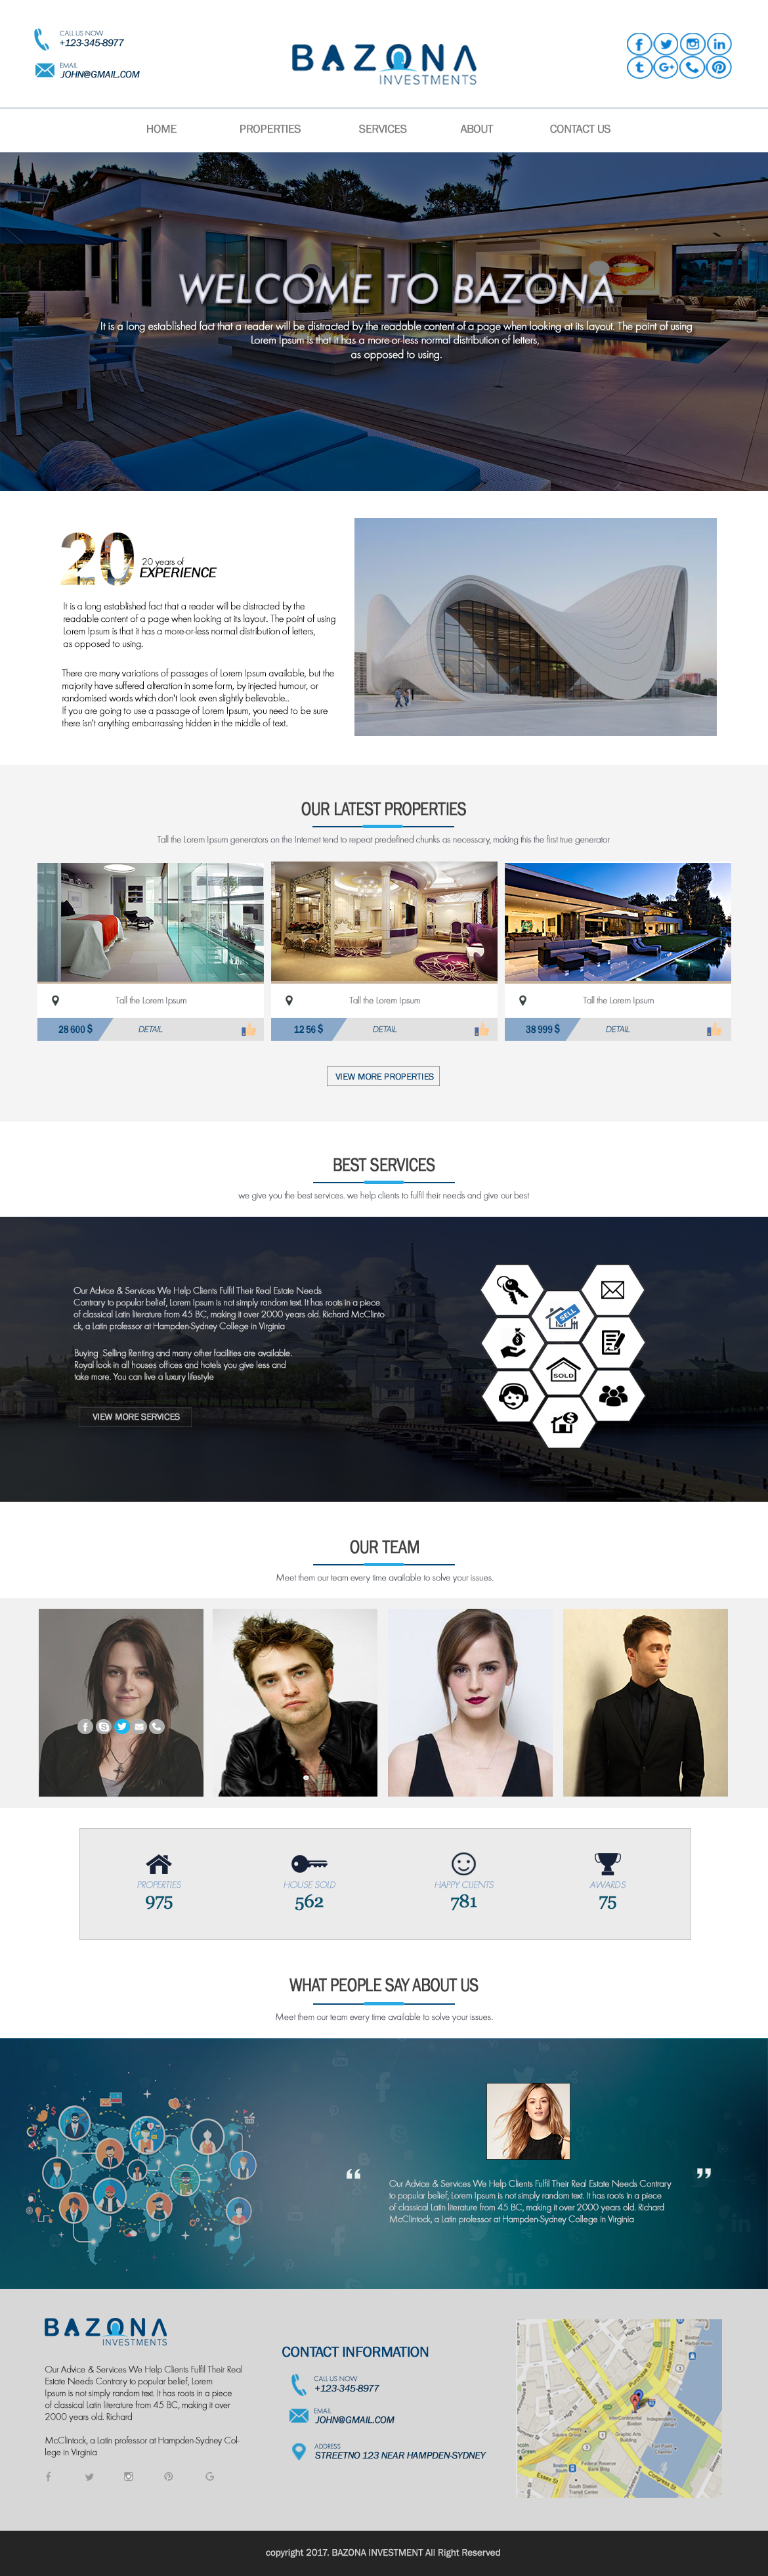 CALL US NOW
+123-345-8977
EMAIL
JOHN@GMAIL.COM
BAZONA
INVESTMENTS
HOME PROPERTIES SERVICES ABOUT CONTACT US
WELCOME TO BAZONA
It is a long established fact that a reader will be distracted by the readable content of a page when looking at its layout. The point of using
Lorem Ipsum is that it has a more-or-less normal distribution of letters,
as opposed to using.
20
20 years of
EXPERIENCE
It is a long established fact that a reader will be distracted by the
readable content of a page when looking at its layout. The point of using
Lorem Ipsum is that it has a more-or-less normal distribution of letters,
as opposed to using.
There are many variations of passages of Lorem Ipsum available, but the
majority have suffered alteration in some form, by injected humour, or
randomised words which don't look even slightly believable..
If you are going to use a passage of Lorem Ipsum, you need to be sure
there isn't anything embarrassing hidden in the middle of text.
OUR LATEST PROPERTIES
Tall the Lorem Ipsum generators on the Internet tend to repeat predefined chunks as necessary, making this the first true generator
Tall the Lorem Ipsum
28 600 $ DETAIL
Tall the Lorem Ipsum
12 56 $ DETAIL
Tall the Lorem Ipsum
38 999 $ DETAIL
VIEW MORE PROPERTIES
BEST SERVICES
we give you the best services. we help clients to fulfil their needs and give our best
Our Advice & Services We Help Clients Fulfil Their Real Estate Needs
Contrary to popular belief, Lorem Ipsum is not simply random text. It has roots in a piece
of classical Latin literature from 45 BC, making it over 2000 years old. Richard McClinto
ck, a Latin professor at Hampden-Sydney College in Virginia
Buying Selling Renting and many other facilities are available.
Royal look in all houses offices and hotels you give less and
take more. You can live a luxury lifestyle
VIEW MORE SERVICES
SELL
SOLD
OUR TEAM
Meet them our team every time available to solve your issues.
PROPERTIES
975
HOUSE SOLD
562
HAPPY CLIENTS
781
AWARDS
75
WHAT PEOPLE SAY ABOUT US
Meet them our team every time available to solve your issues.
“
Our Advice & Services We Help Clients Fulfil Their Real Estate Needs Contrary
to popular belief, Lorem Ipsum is not simply random text. It has roots in a piece
of classical Latin literature from 45 BC, making it over 2000 years old. Richard
McClintock, a Latin professor at Hampden-Sydney College in Virginia
”
BAZONA
INVESTMENTS
Our Advice & Services We Help Clients Fulfil Their Real
Estate Needs Contrary to popular belief, Lorem
Ipsum is not simply random text. It has roots in a piece
of classical Latin literature from 45 BC, making it over
2000 years old. Richard
McClintock, a Latin professor at Hampden-Sydney Col-
lege in Virginia
CONTACT INFORMATION
CALL US NOW
+123-345-8977
EMAIL
JOHN@GMAIL.COM
ADDRESS
STREETNO 123 NEAR HAMPDEN-SYDNEY
Seaport Blvd
Congress St
Essex St
South Station
copyright 2017. BAZONA INVESTMENT All Right Reserved